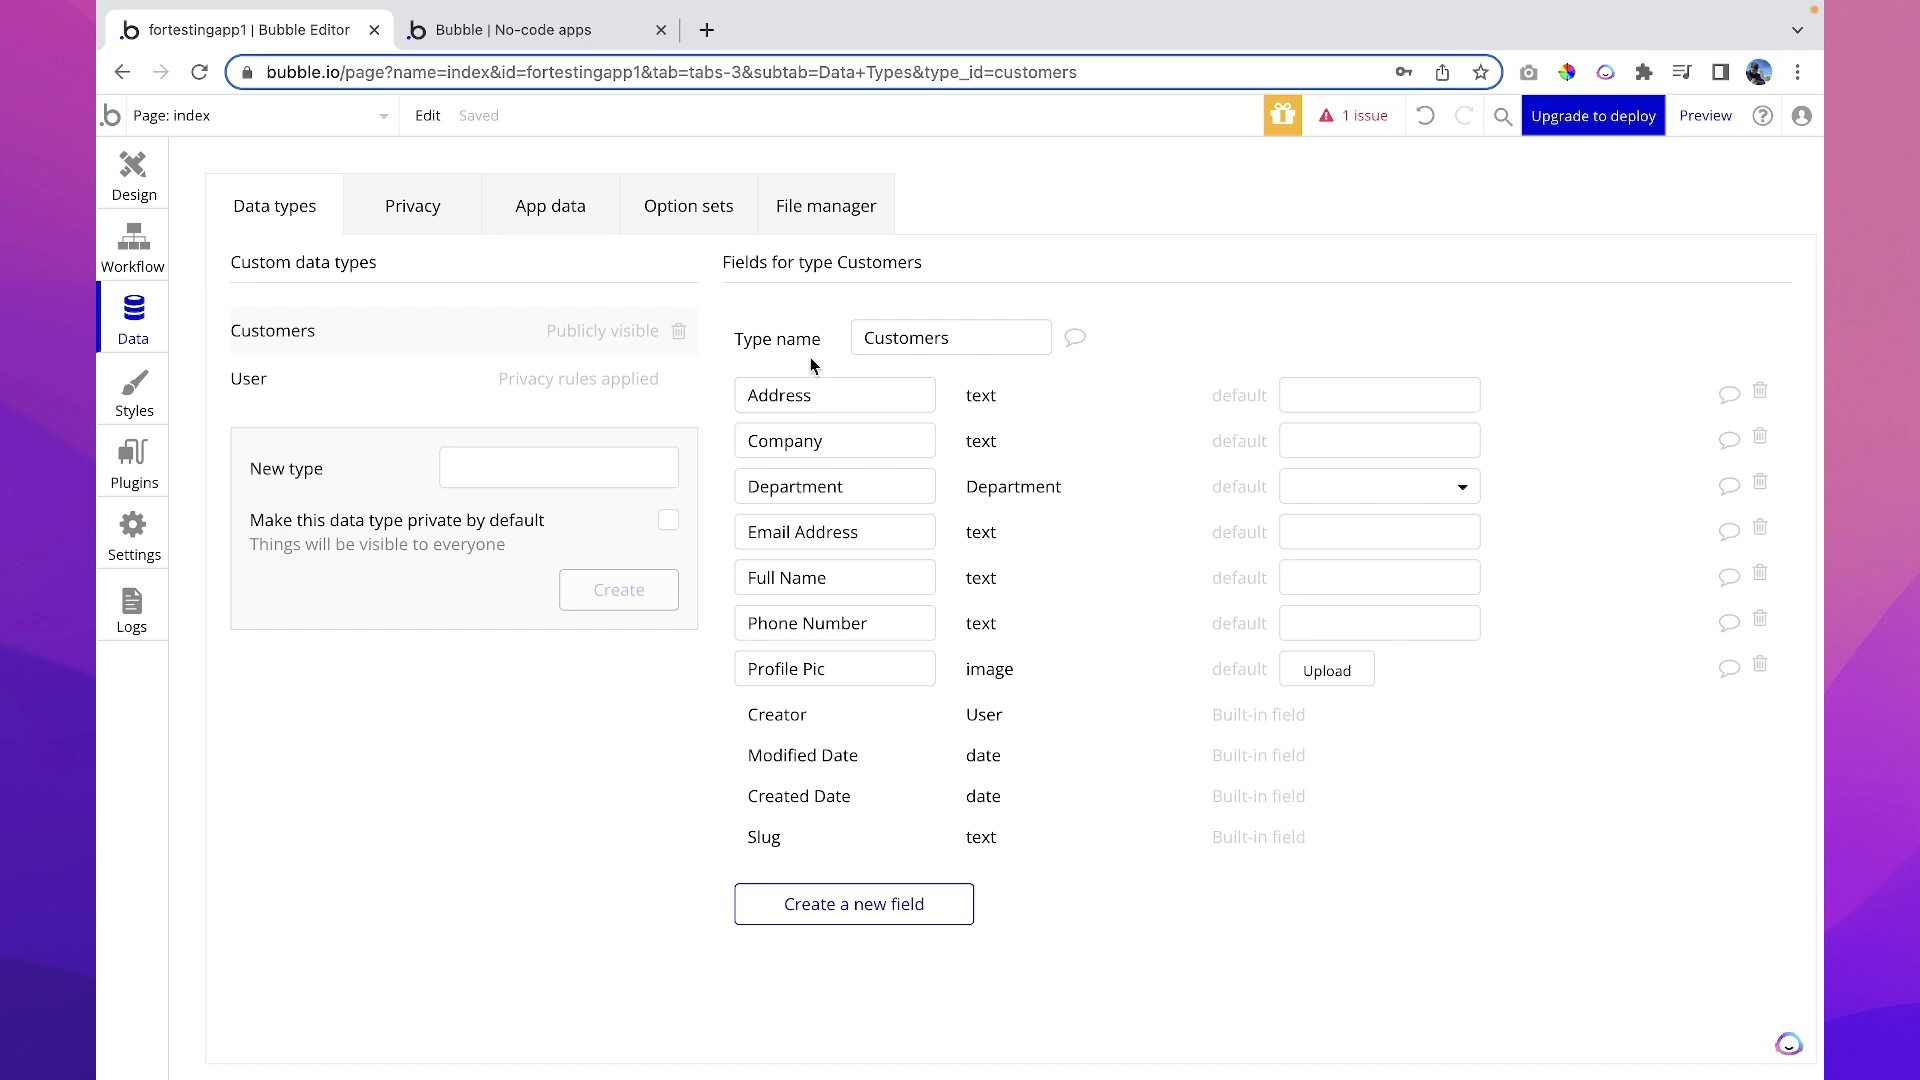 fortestingapp1 | Bubble Editor
Bubble | No-code apps
bubble.io/page?name=index&id=fortestingapp1&tab=tabs-3&subtab=Data+Types&type_id=customers
Page: index
Edit
Saved
1 issue
Upgrade to deploy
Preview
Design
Workflow
Data
Styles
Plugins
Settings
Logs
Data types
Privacy
App data
Option sets
File manager
Custom data types
Customers Publicly visible
User Privacy rules applied
New type
Make this data type private by default
Things will be visible to everyone
Create
Fields for type Customers
Type name Customers
Address text default
Company text default
Department Department default
Email Address text default
Full Name text default
Phone Number text default
Profile Pic image default Upload
Creator User Built-in field
Modified Date date Built-in field
Created Date date Built-in field
Slug text Built-in field
Create a new field